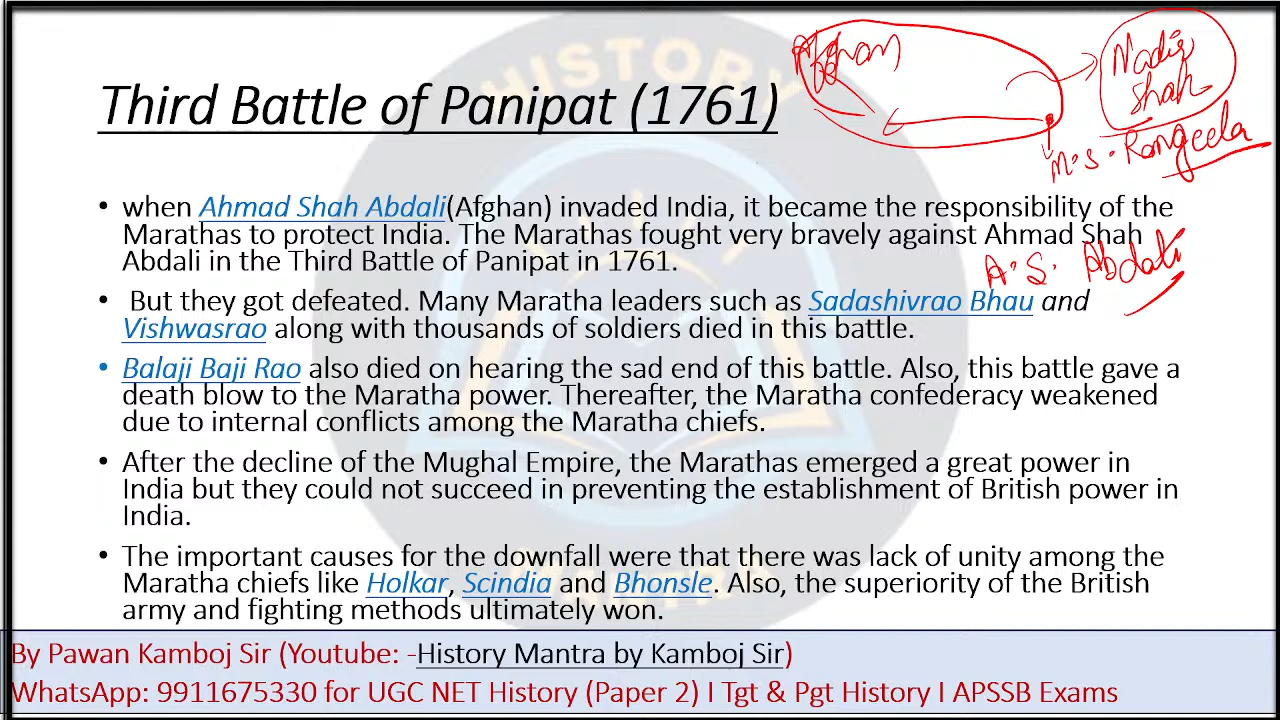 HISTORY
Afghan
Nadir
Shah
M.S. Rangeela
Third Battle of Panipat (1761)
• when Ahmad Shah Abdali(Afghan) invaded India, it became the responsibility of the
Marathas to protect India. The Marathas fought very bravely against Ahmad Shah
Abdali in the Third Battle of Panipat in 1761.
A.S. Abdali
• But they got defeated. Many Maratha leaders such as Sadashivrao Bhau and
Vishwasrao along with thousands of soldiers died in this battle.
• Balaji Baji Rao also died on hearing the sad end of this battle. Also, this battle gave a
death blow to the Maratha power. Thereafter, the Maratha confederacy weakened
due to internal conflicts among the Maratha chiefs.
• After the decline of the Mughal Empire, the Marathas emerged a great power in
India but they could not succeed in preventing the establishment of British power in
India.
• The important causes for the downfall were that there was lack of unity among the
Maratha chiefs like Holkar, Scindia and Bhonsle. Also, the superiority of the British
army and fighting methods ultimately won.
MANTRA
By Pawan Kamboj Sir (Youtube: -History Mantra by Kamboj Sir)
WhatsApp: 9911675330 for UGC NET History (Paper 2) I Tgt & Pgt History I APSSB Exams